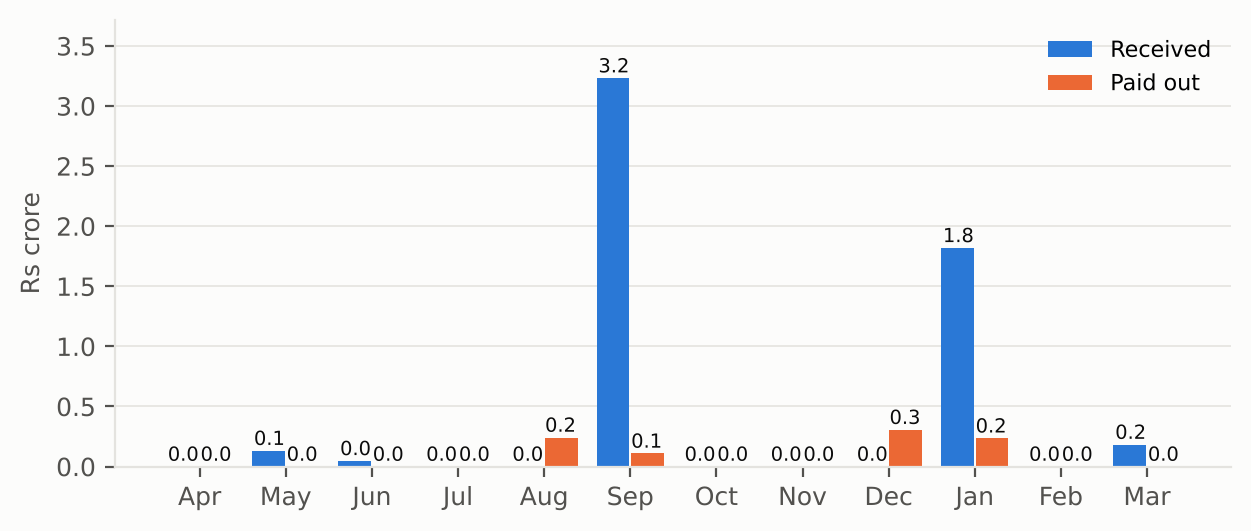 Received
Paid out
Rs crore
3.5
3.0
2.5
2.0
1.5
1.0
0.5
0.0
0.0 0.0 0.1 0.0 0.0 0.0 0.0 0.0 0.0 0.2 3.2 0.1 0.0 0.0 0.0 0.0 0.0 0.3 1.8 0.2 0.0 0.0 0.2 0.0
Apr May Jun Jul Aug Sep Oct Nov Dec Jan Feb Mar